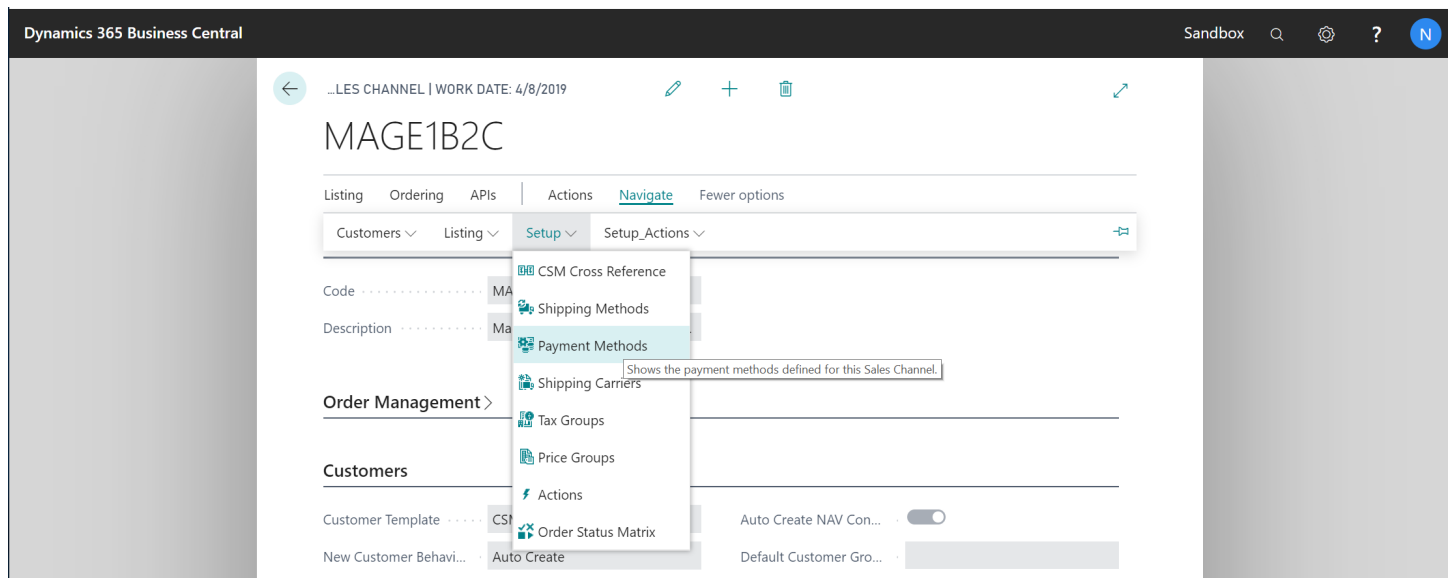 Dynamics 365 Business Central Sandbox ? N
...LES CHANNEL | WORK DATE: 4/8/2019
MAGE1B2C
Listing Ordering APIs | Actions Navigate Fewer options
Customers Listing Setup Setup_Actions
CSM Cross Reference
Code MA
Shipping Methods
Description Ma
Payment Methods
Shows the payment methods defined for this Sales Channel.
Shipping Carriers
Order Management
Tax Groups
Price Groups
Customers
Actions
Customer Template CSM Auto Create NAV Con...
Order Status Matrix
New Customer Behavi... Auto Create Default Customer Gro...